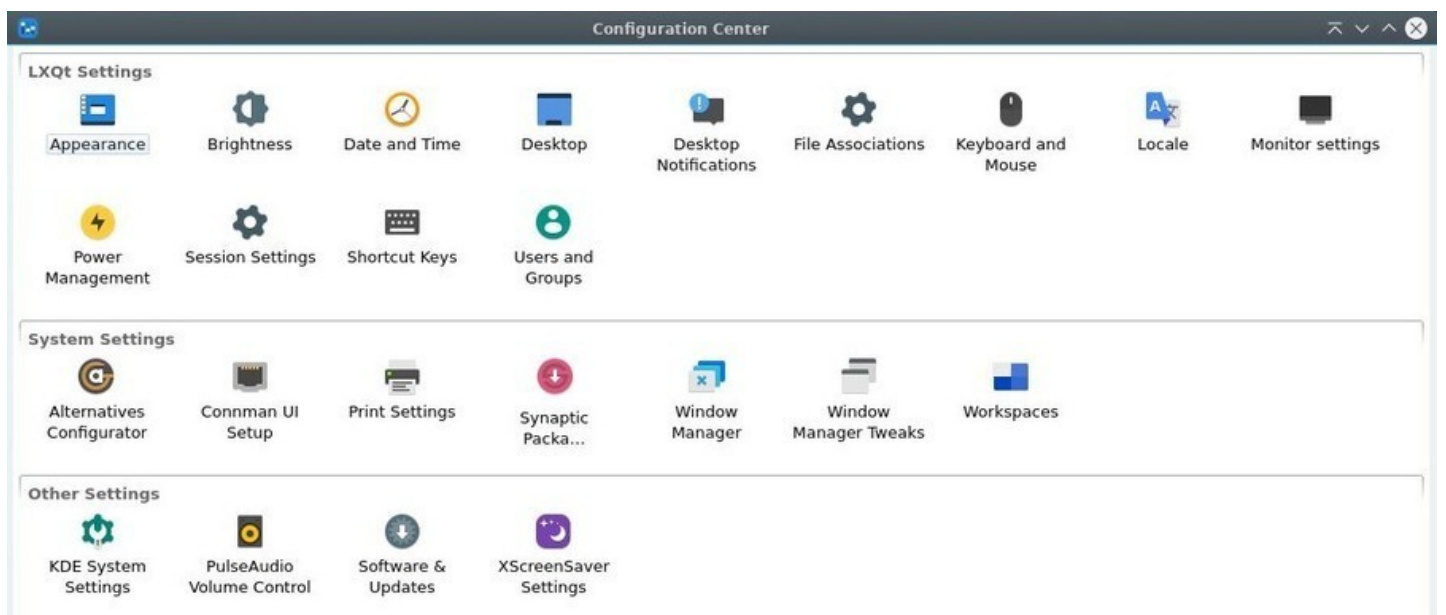 Configuration Center
LXQt Settings
Appearance
Brightness
Date and Time
Desktop
Desktop
Notifications
File Associations
Keyboard and
Mouse
Locale
Monitor settings
Power
Management
Session Settings
Shortcut Keys
Users and
Groups
System Settings
Alternatives
Configurator
Connman UI
Setup
Print Settings
Synaptic
Packa...
Window
Manager
Window
Manager Tweaks
Workspaces
Other Settings
KDE System
Settings
PulseAudio
Volume Control
Software &
Updates
XScreenSaver
Settings